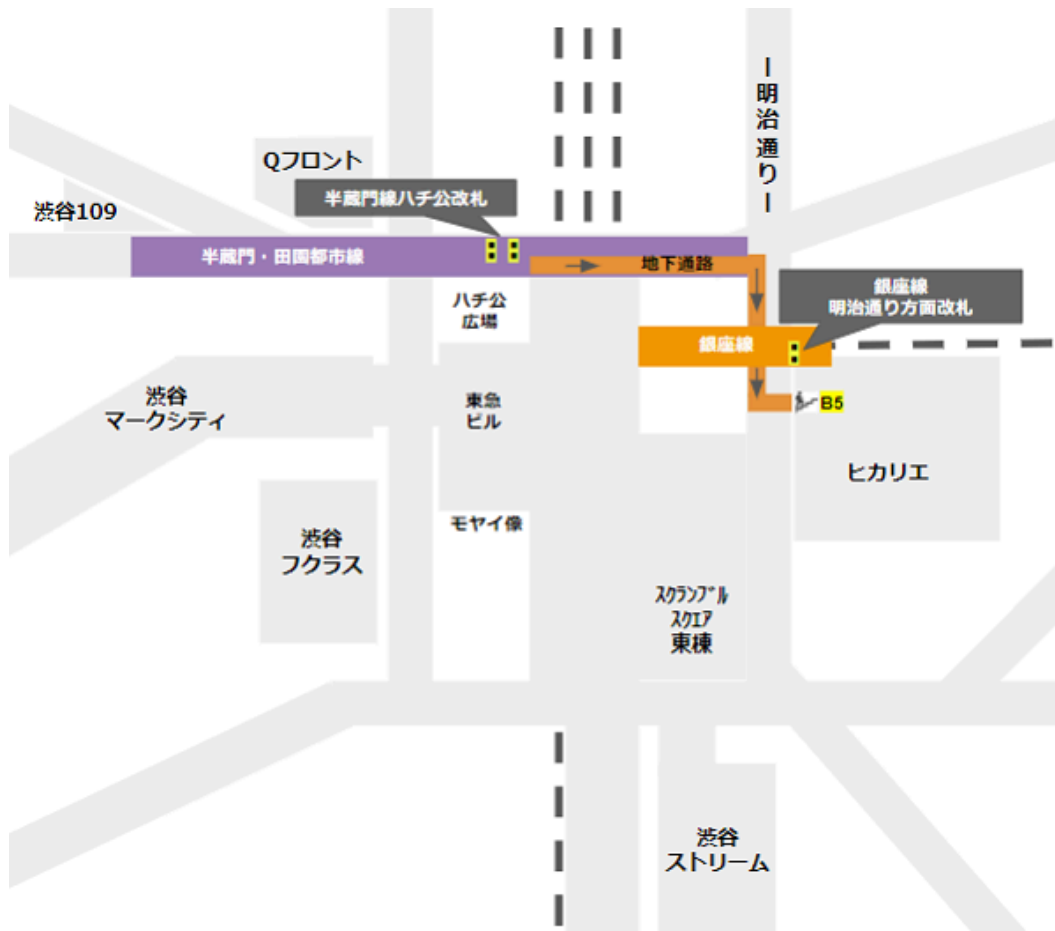 ー明治通りー
Qフロント
半蔵門線ハチ公改札
渋谷109
半蔵門・田園都市線
地下通路
銀座線
明治通り方面改札
ハチ公
広場
銀座線
渋谷
マークシティ
東急
ビル
B5
ヒカリエ
モヤイ像
渋谷
フクラス
スクランブル
スクエア
東棟
渋谷
ストリーム